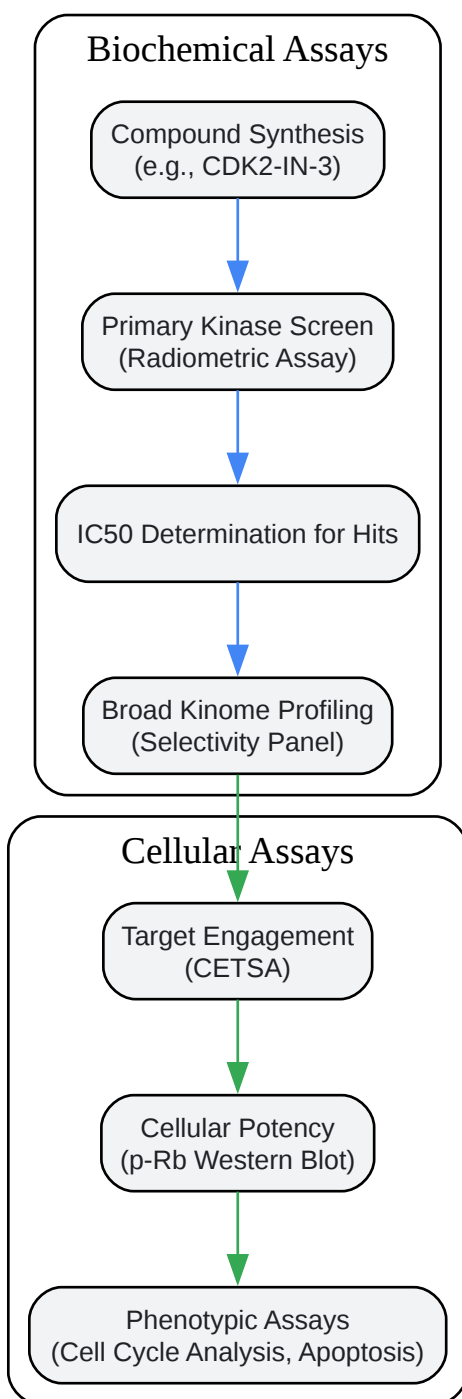 Biochemical Assays
Compound Synthesis
(e.g., CDK2-IN-3)
Primary Kinase Screen
(Radiometric Assay)
IC50 Determination for Hits
Broad Kinome Profiling
(Selectivity Panel)
Cellular Assays
Target Engagement
(CETSA)
Cellular Potency
(p-Rb Western Blot)
Phenotypic Assays
(Cell Cycle Analysis, Apoptosis)